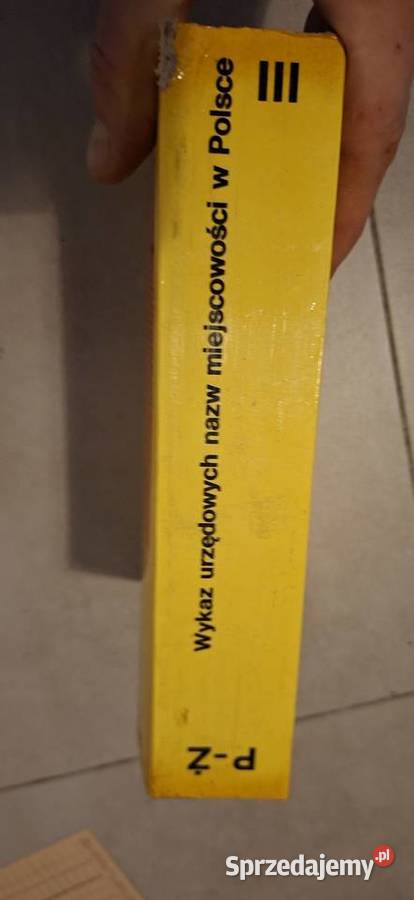 III
Wykaz urzędowych nazw miejscowości w Polsce
P-Ż
Sprzedajemy.pl